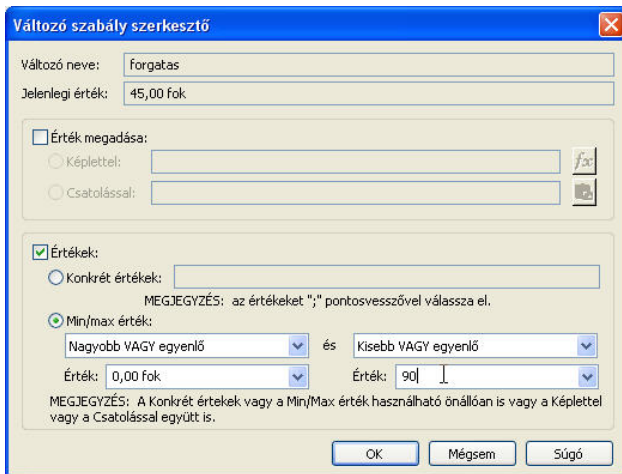 Változó szabály szerkesztő
Változó neve: forgatas
Jelenlegi érték: 45,00 fok
Érték megadása:
Képlettel: fx
Csatolással:
Értékek:
Konkrét értékek:
MEGJEGYZÉS: az értékeket ";" pontosvesszővel válassza el.
Min/max érték:
Nagyobb VAGY egyenlő és Kisebb VAGY egyenlő
Érték: 0,00 fok Érték: 90
MEGJEGYZÉS: A Konkrét értekek vagy a Min/Max érték használható önállóan is vagy a Képlettel
vagy a Csatolással együtt is.
OK Mégsem Súgó